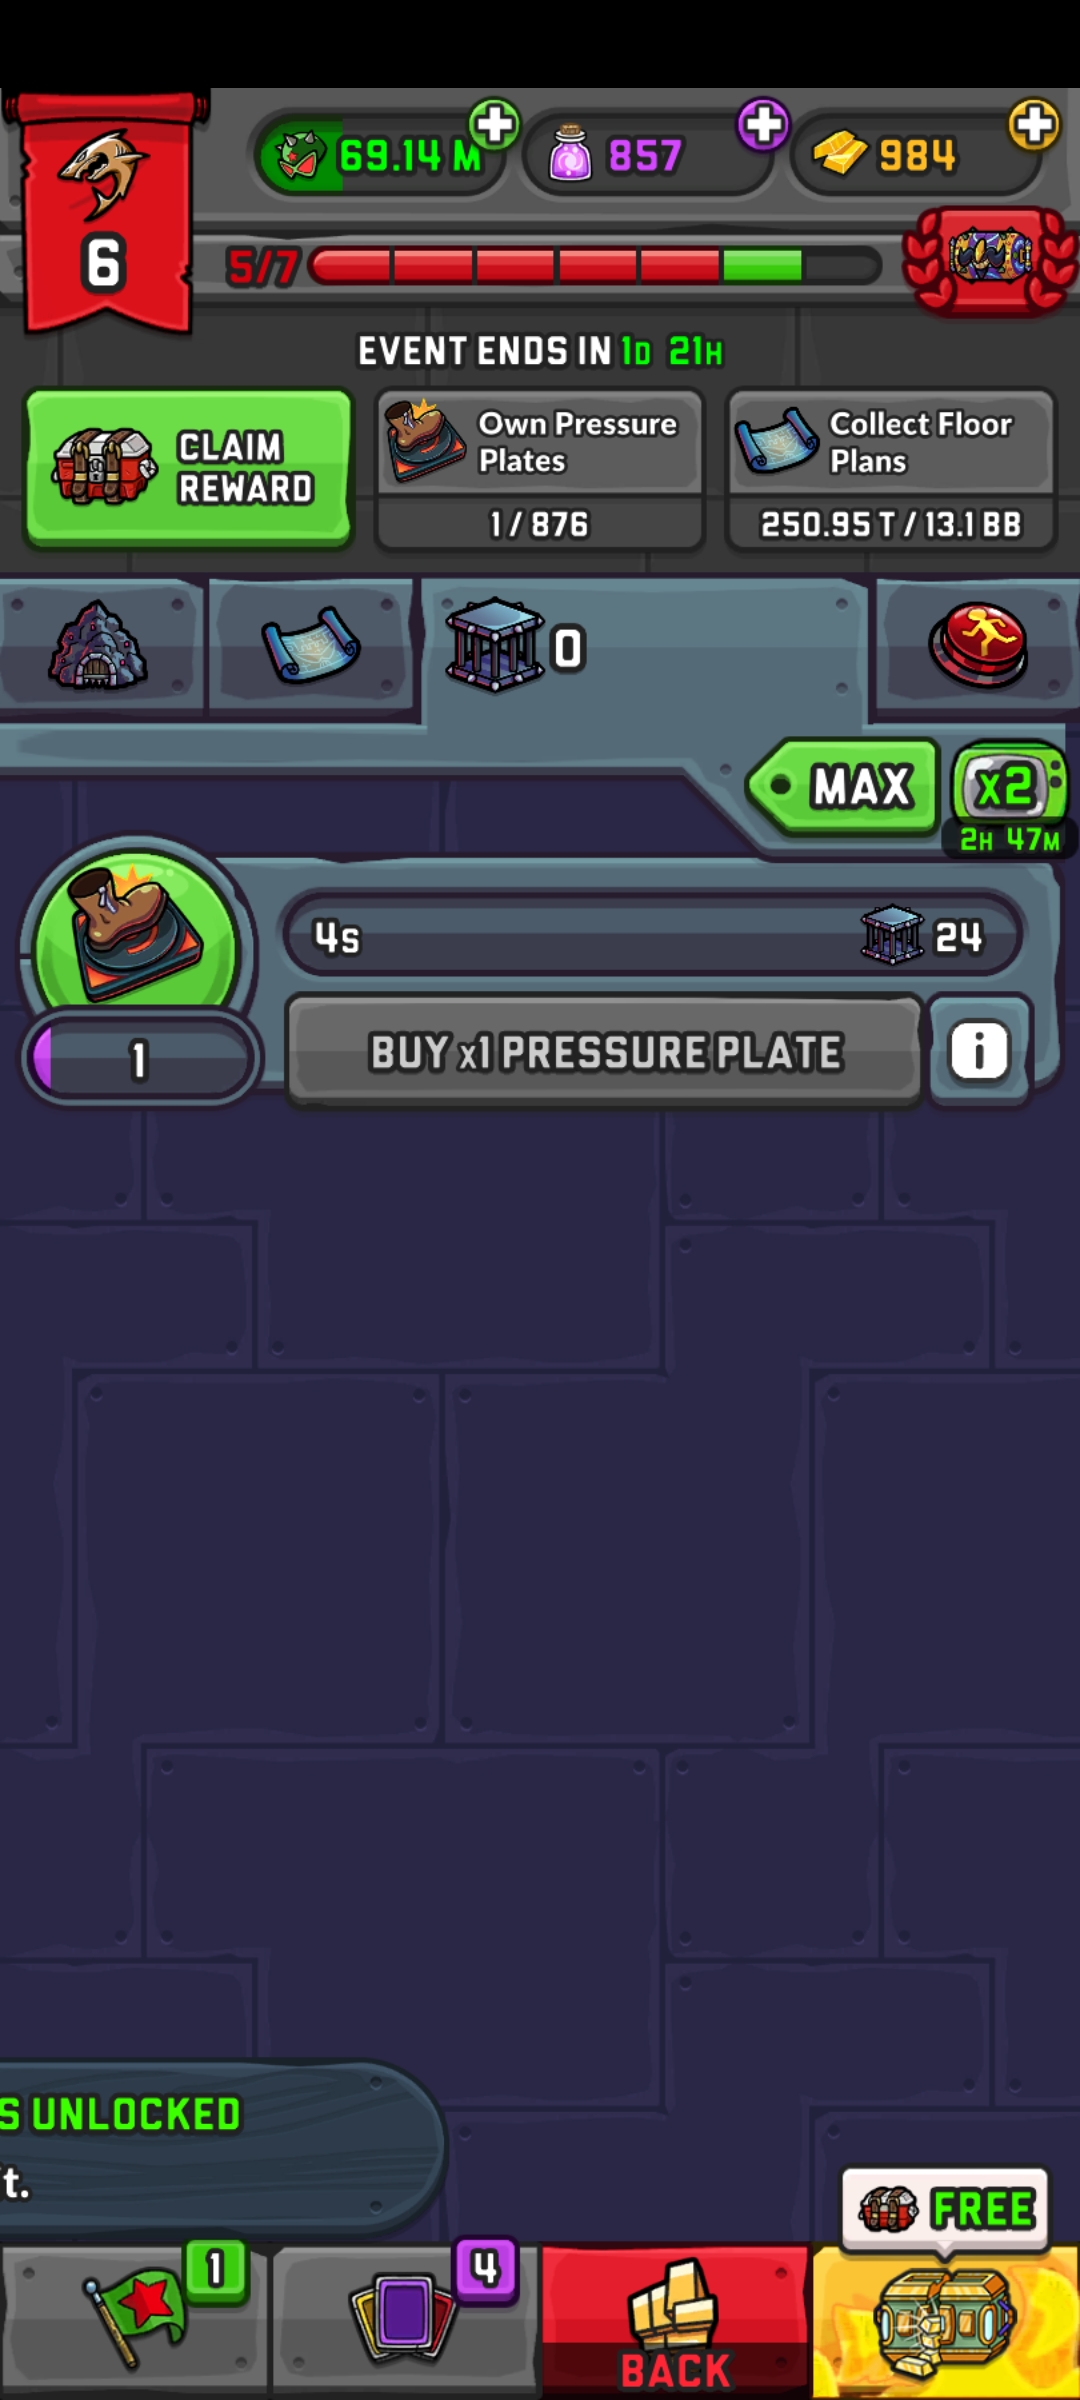 69.14 M
857
984
6
5/7
EVENT ENDS IN 1D 21H
CLAIM
REWARD
Own Pressure
Plates
1 / 876
Collect Floor
Plans
250.95 T / 13.1 BB
0
MAX
x2
2H 47M
4s
24
1
BUY x1 PRESSURE PLATE
i
S UNLOCKED
t.
FREE
1
4
BACK